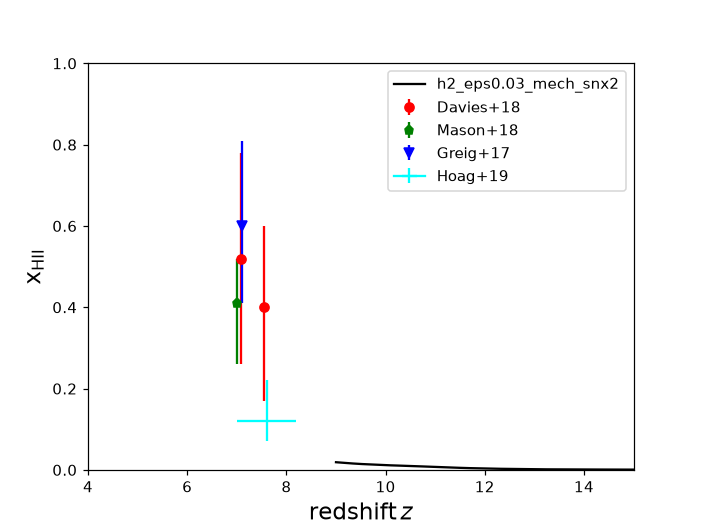 1.0
0.8
0.6
0.4
0.2
0.0
4 6 8 10 12 14
x_HII
redshift z
h2_eps0.03_mech_snx2
Davies+18
Mason+18
Greig+17
Hoag+19